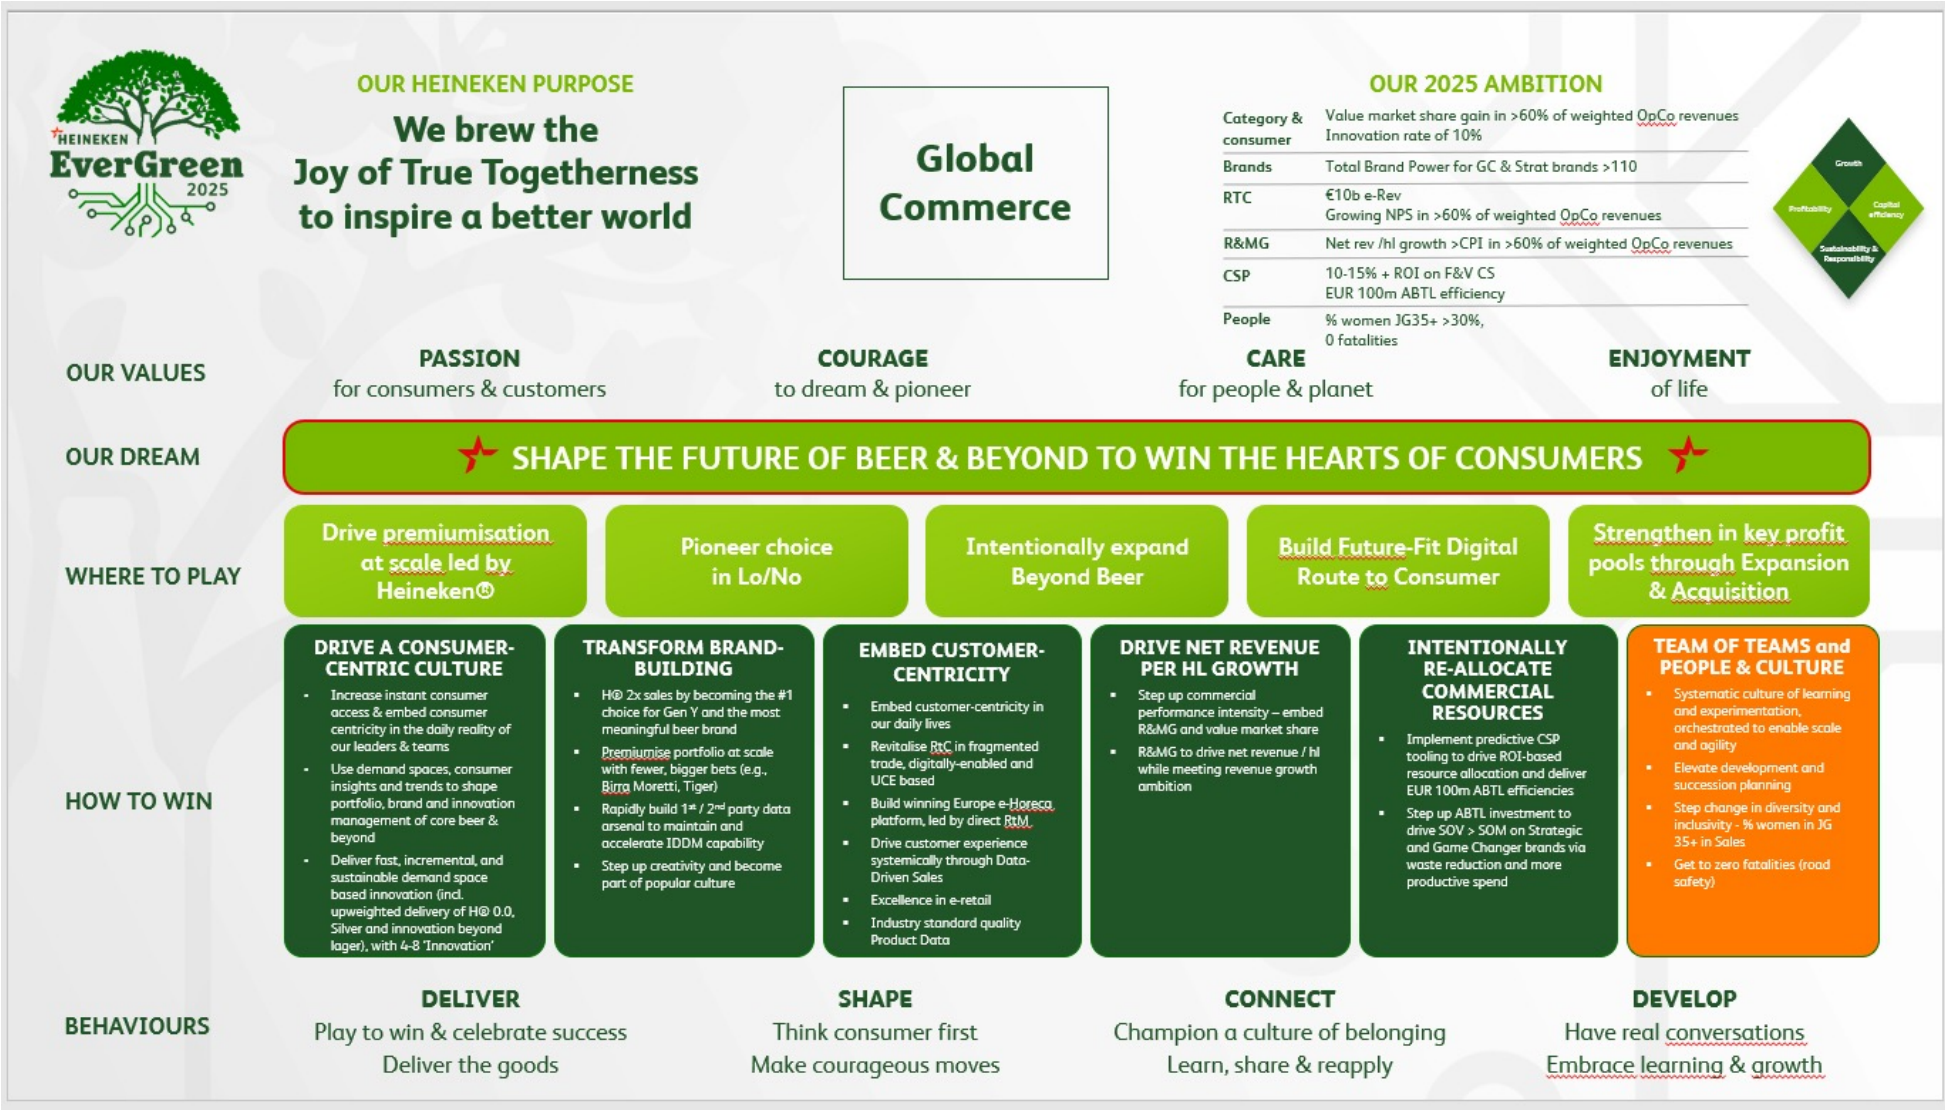 HEINEKEN
EverGreen
2025
OUR HEINEKEN PURPOSE
We brew the
Joy of True Togetherness
to inspire a better world
Global
Commerce
OUR 2025 AMBITION
Category &
consumer
Value market share gain in >60% of weighted OpCo revenues
Innovation rate of 10%
Brands
Total Brand Power for GC & Strat brands >110
RTC
€10b e-Rev
Growing NPS in >60% of weighted OpCo revenues
R&MG
Net rev /hl growth >CPI in >60% of weighted OpCo revenues
CSP
10-15% + ROI on F&V CS
EUR 100m ABTL efficiency
People
% women JG35+ >30%,
0 fatalities
Growth
Profitability
Capital
efficiency
Sustainability &
Responsibility
OUR VALUES
PASSION
for consumers & customers
COURAGE
to dream & pioneer
CARE
for people & planet
ENJOYMENT
of life
OUR DREAM
SHAPE THE FUTURE OF BEER & BEYOND TO WIN THE HEARTS OF CONSUMERS
WHERE TO PLAY
Drive premiumisation
at scale led by
Heineken®
Pioneer choice
in Lo/No
Intentionally expand
Beyond Beer
Build Future-Fit Digital
Route to Consumer
Strengthen in key profit
pools through Expansion
& Acquisition
HOW TO WIN
DRIVE A CONSUMER-
CENTRIC CULTURE
- Increase instant consumer
access & embed consumer
centricity in the daily reality of
our leaders & teams
- Use demand spaces, consumer
insights and trends to shape
portfolio, brand and innovation
management of core beer &
beyond
- Deliver fast, incremental, and
sustainable demand space
based innovation (incl.
upweighted delivery of H® 0.0,
Silver and innovation beyond
lager), with 4-8 'Innovation'
TRANSFORM BRAND-
BUILDING
▪ H® 2x sales by becoming the #1
choice for Gen Y and the most
meaningful beer brand
▪ Premiumise portfolio at scale
with fewer, bigger bets (e.g.,
Birra Moretti, Tiger)
▪ Rapidly build 1st / 2nd party data
arsenal to maintain and
accelerate IDDM capability
▪ Step up creativity and become
part of popular culture
EMBED CUSTOMER-
CENTRICITY
▪ Embed customer-centricity in
our daily lives
▪ Revitalise RtC in fragmented
trade, digitally-enabled and
UCE based
▪ Build winning Europe e-Horeca
platform, led by direct RtM
▪ Drive customer experience
systemically through Data-
Driven Sales
▪ Excellence in e-retail
▪ Industry standard quality
Product Data
DRIVE NET REVENUE
PER HL GROWTH
▪ Step up commercial
performance intensity – embed
R&MG and value market share
▪ R&MG to drive net revenue / hl
while meeting revenue growth
ambition
INTENTIONALLY
RE-ALLOCATE
COMMERCIAL
RESOURCES
▪ Implement predictive CSP
tooling to drive ROI-based
resource allocation and deliver
EUR 100m ABTL efficiencies
▪ Step up ABTL investment to
drive SOV > SOM on Strategic
and Game Changer brands via
waste reduction and more
productive spend
TEAM OF TEAMS and
PEOPLE & CULTURE
▪ Systematic culture of learning
and experimentation,
orchestrated to enable scale
and agility
▪ Elevate development and
succession planning
▪ Step change in diversity and
inclusivity - % women in JG
35+ in Sales
▪ Get to zero fatalities (road
safety)
BEHAVIOURS
DELIVER
Play to win & celebrate success
Deliver the goods
SHAPE
Think consumer first
Make courageous moves
CONNECT
Champion a culture of belonging
Learn, share & reapply
DEVELOP
Have real conversations
Embrace learning & growth